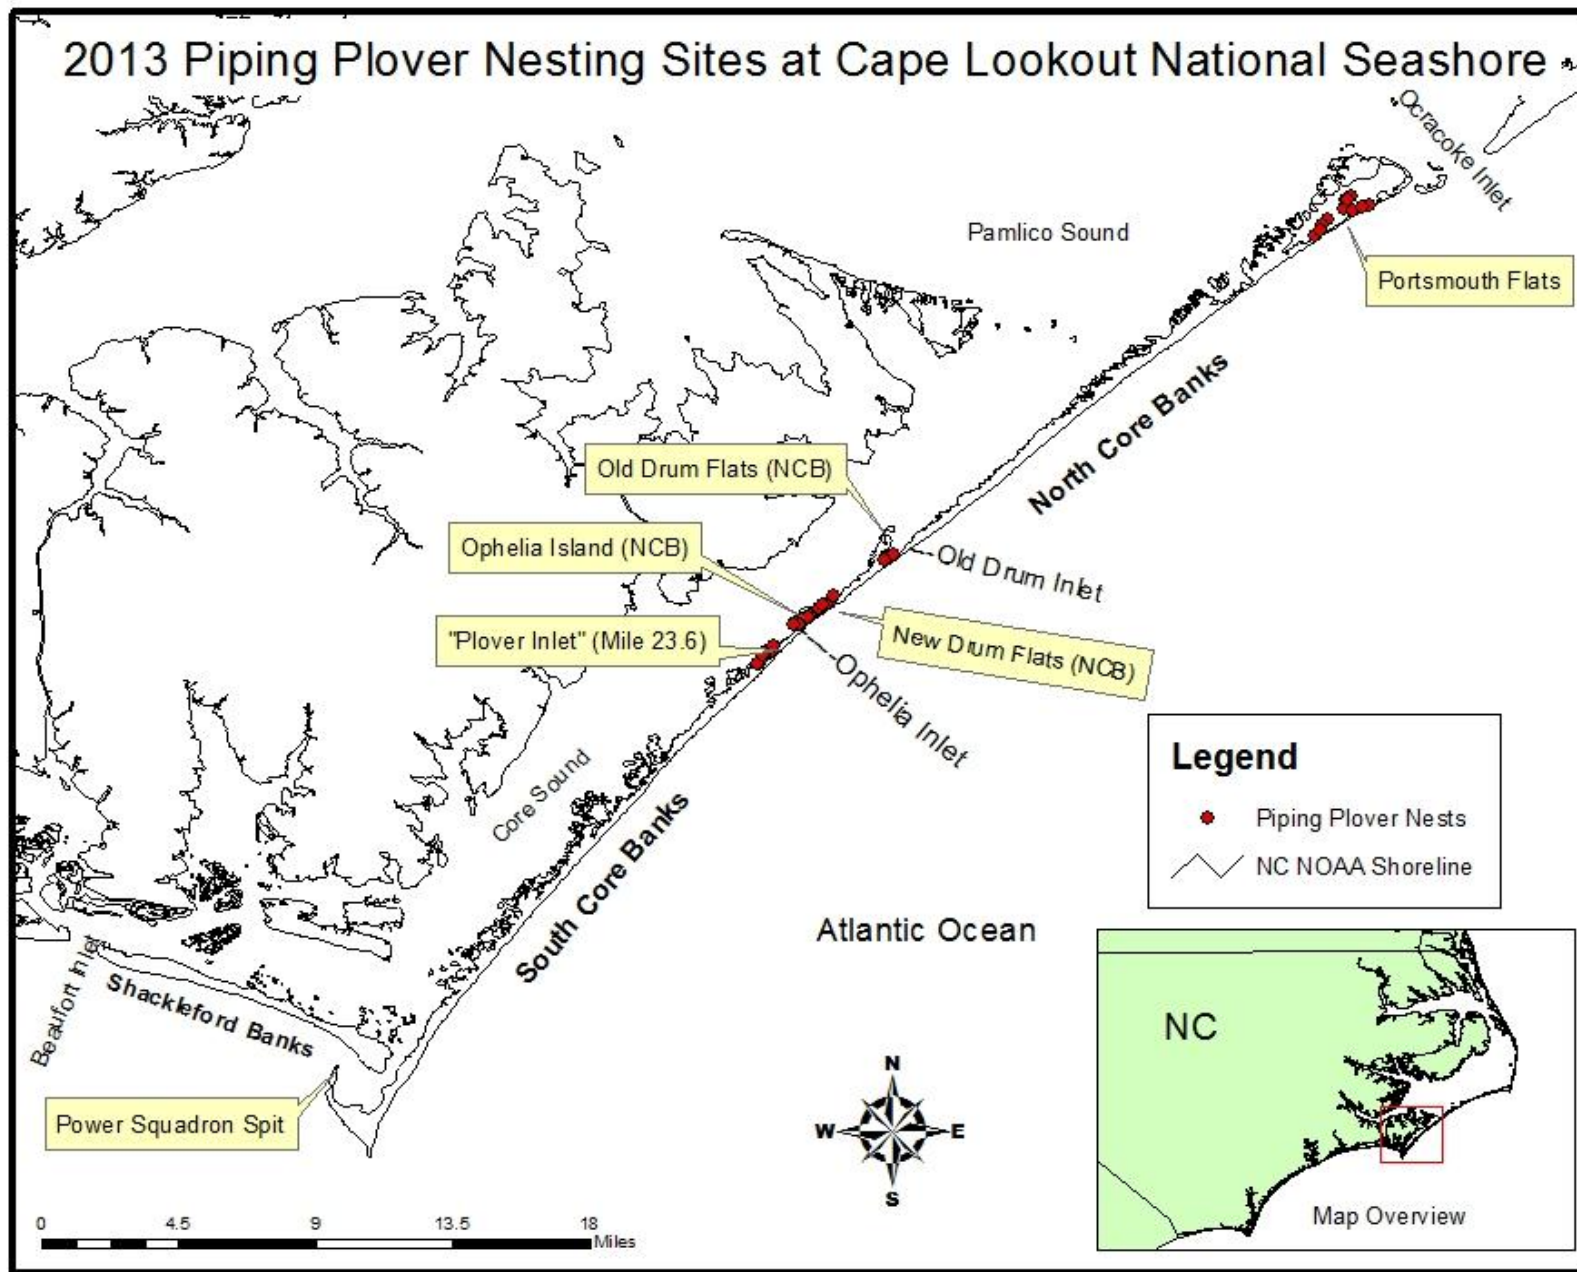 2013 Piping Plover Nesting Sites at Cape Lookout National Seashore
Ocracoke Inlet
Pamlico Sound
Portsmouth Flats
North Core Banks
Old Drum Flats (NCB)
Ophelia Island (NCB)
Old Drum Inlet
"Plover Inlet" (Mile 23.6)
New Drum Flats (NCB)
Ophelia Inlet
Core Sound
South Core Banks
Legend
Piping Plover Nests
NC NOAA Shoreline
Atlantic Ocean
Beaufort Inlet
Shackleford Banks
Power Squadron Spit
N
W
E
S
NC
Map Overview
0 4.5 9 13.5 18
Miles